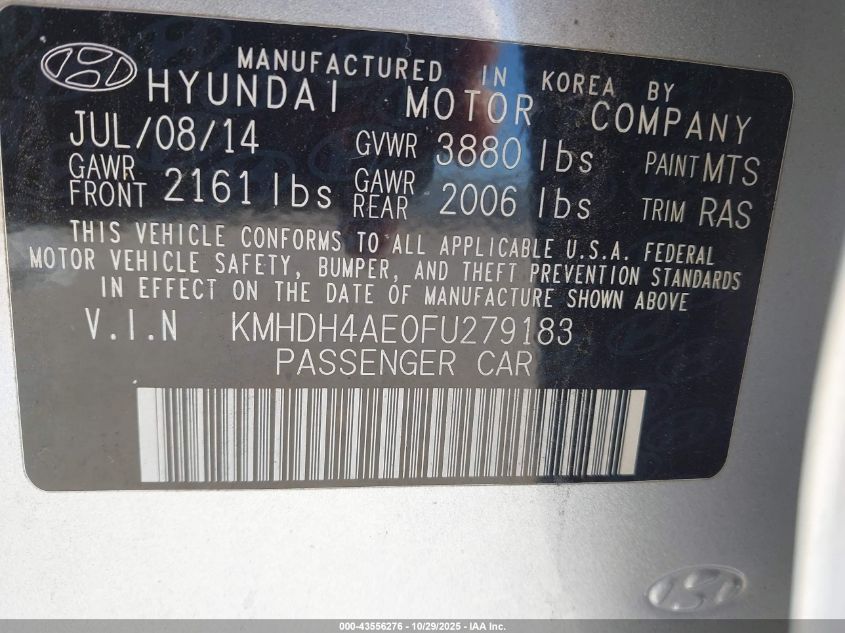 MANUFACTURED IN KOREA BY
HYUNDAI MOTOR COMPANY
JUL/08/14 GVWR 3880 lbs PAINT MTS
GAWR FRONT 2161 lbs GAWR REAR 2006 lbs TRIM RAS
THIS VEHICLE CONFORMS TO ALL APPLICABLE U.S.A. FEDERAL
MOTOR VEHICLE SAFETY, BUMPER, AND THEFT PREVENTION STANDARDS
IN EFFECT ON THE DATE OF MANUFACTURE SHOWN ABOVE
V.I.N KMHDH4AE0FU279183
PASSENGER CAR
000-43556276 - 10/29/2025 - IAA Inc.